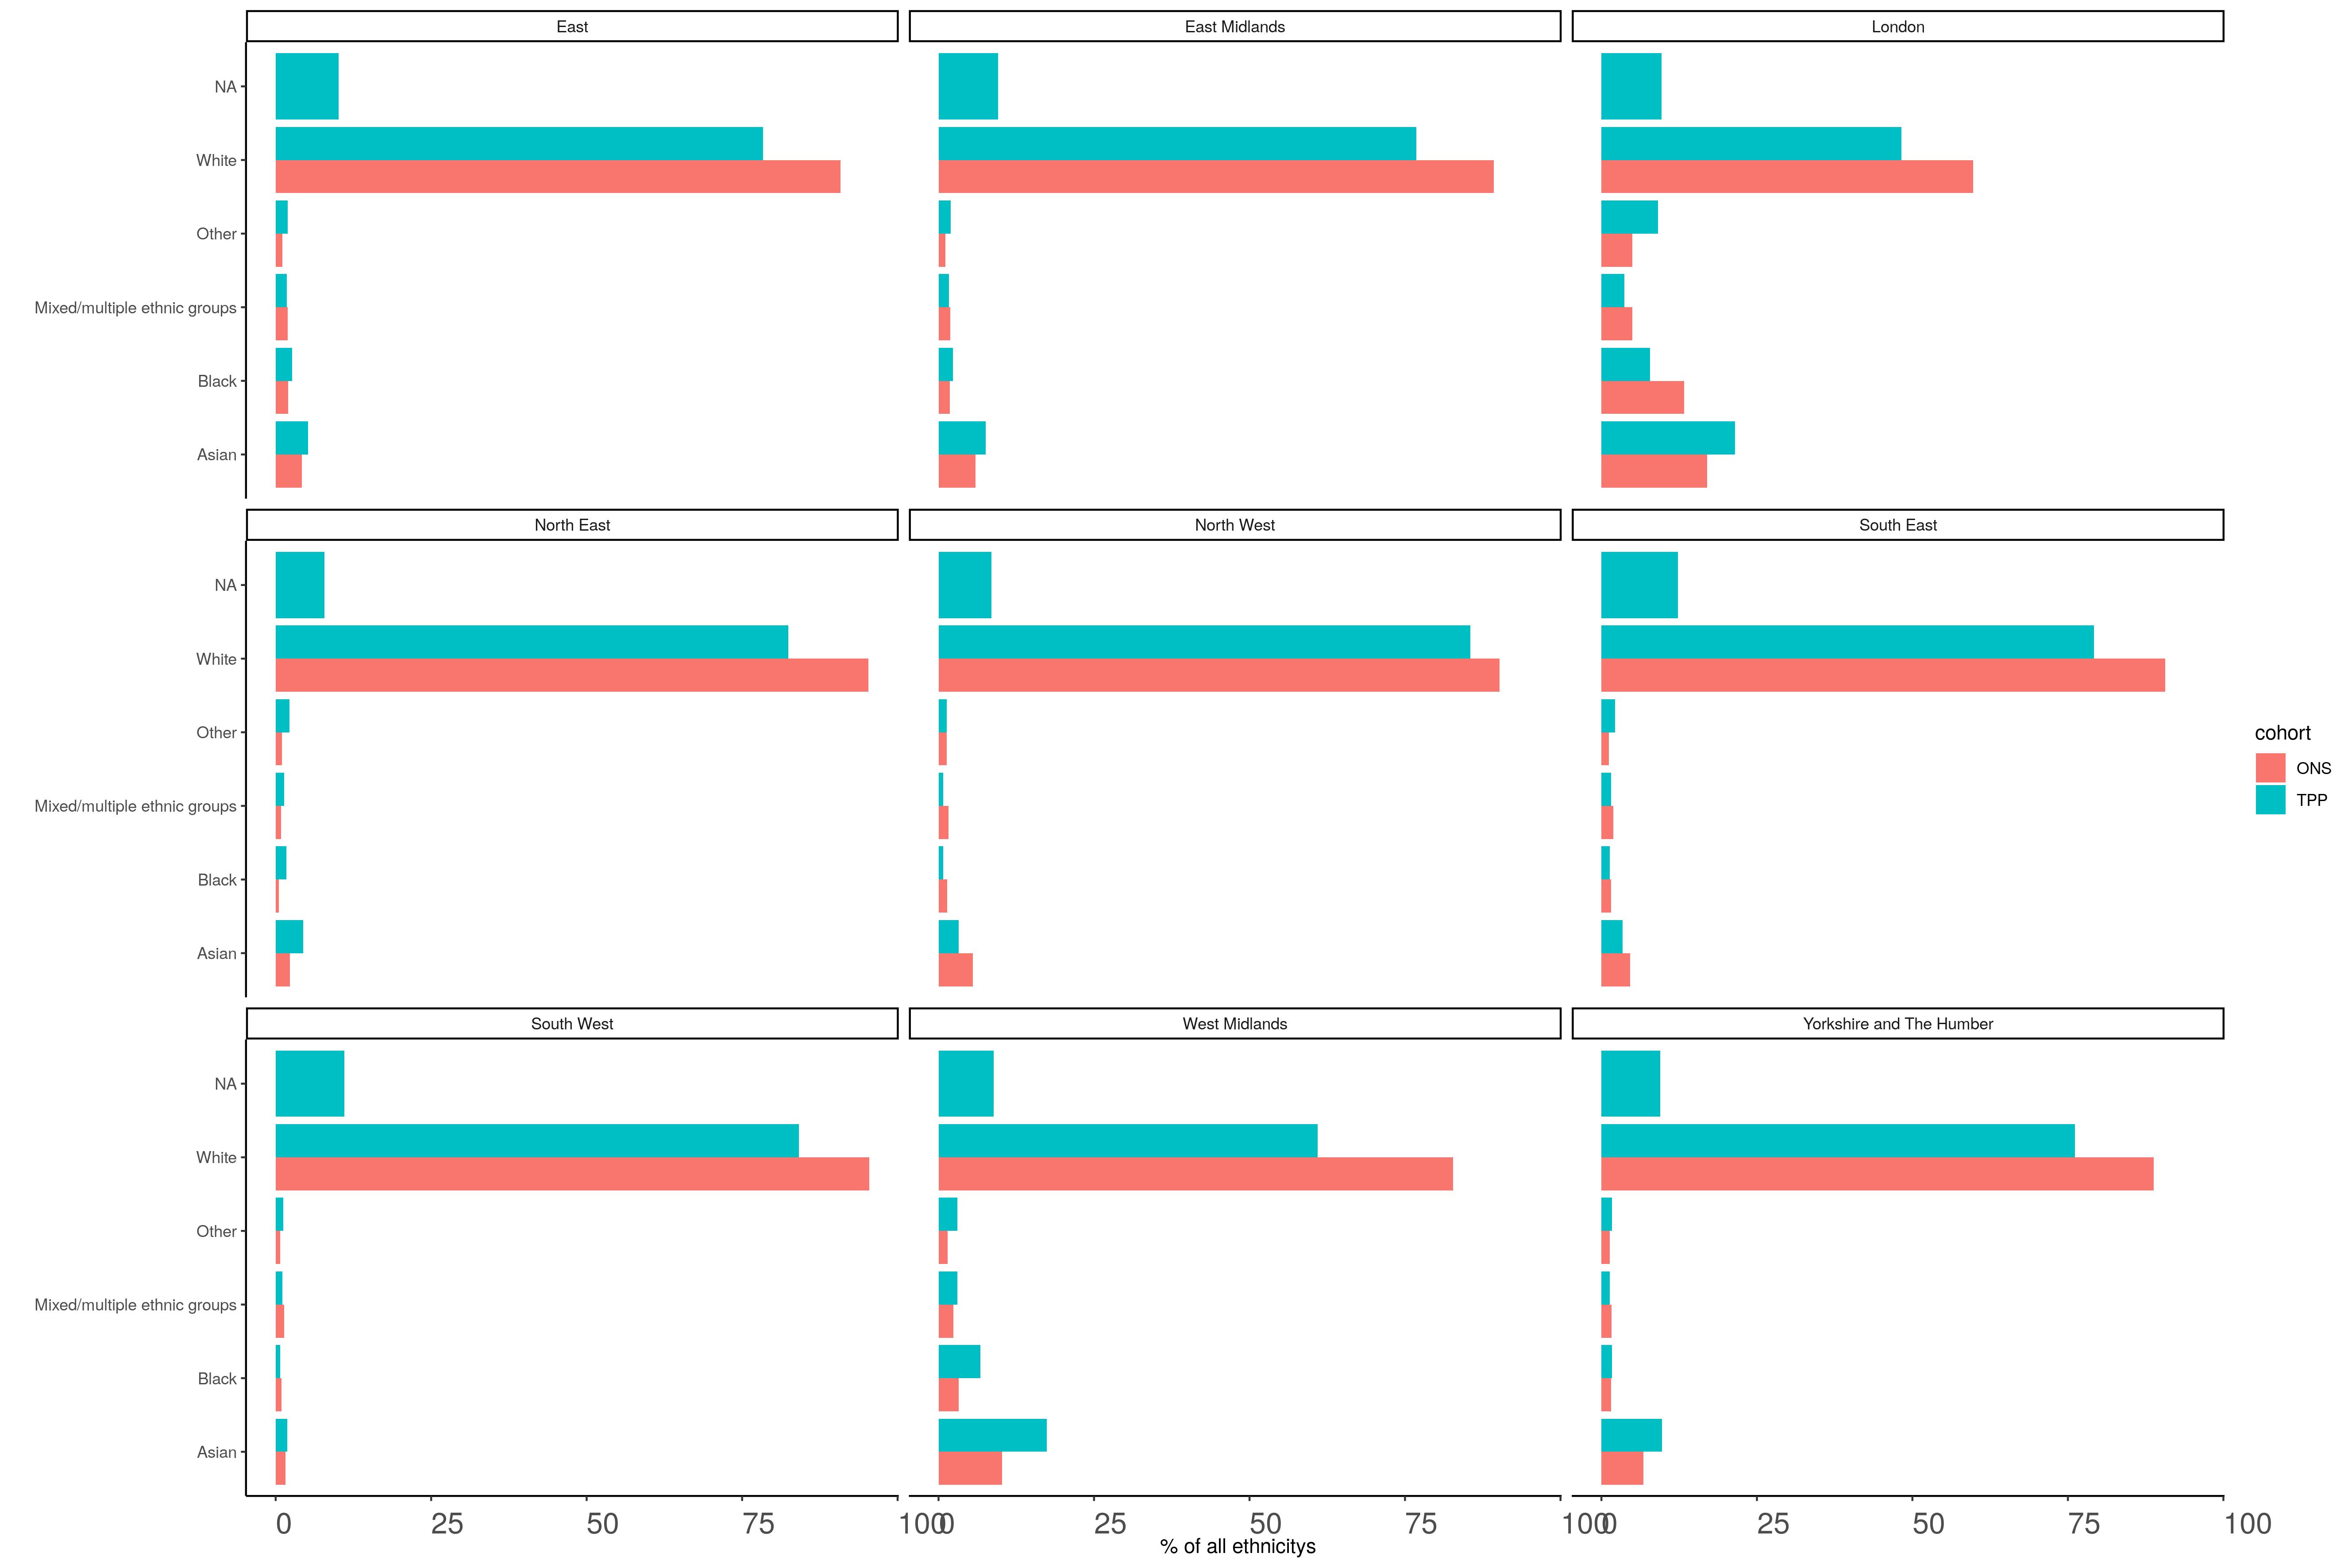 East
East Midlands
London
NA
White
Other
Mixed/multiple ethnic groups
Black
Asian
North East
North West
South East
NA
White
Other
Mixed/multiple ethnic groups
Black
Asian
cohort
ONS
TPP
South West
West Midlands
Yorkshire and The Humber
NA
White
Other
Mixed/multiple ethnic groups
Black
Asian
0 25 50 75 100
0 25 50 75 100
0 25 50 75 100
% of all ethnicitys